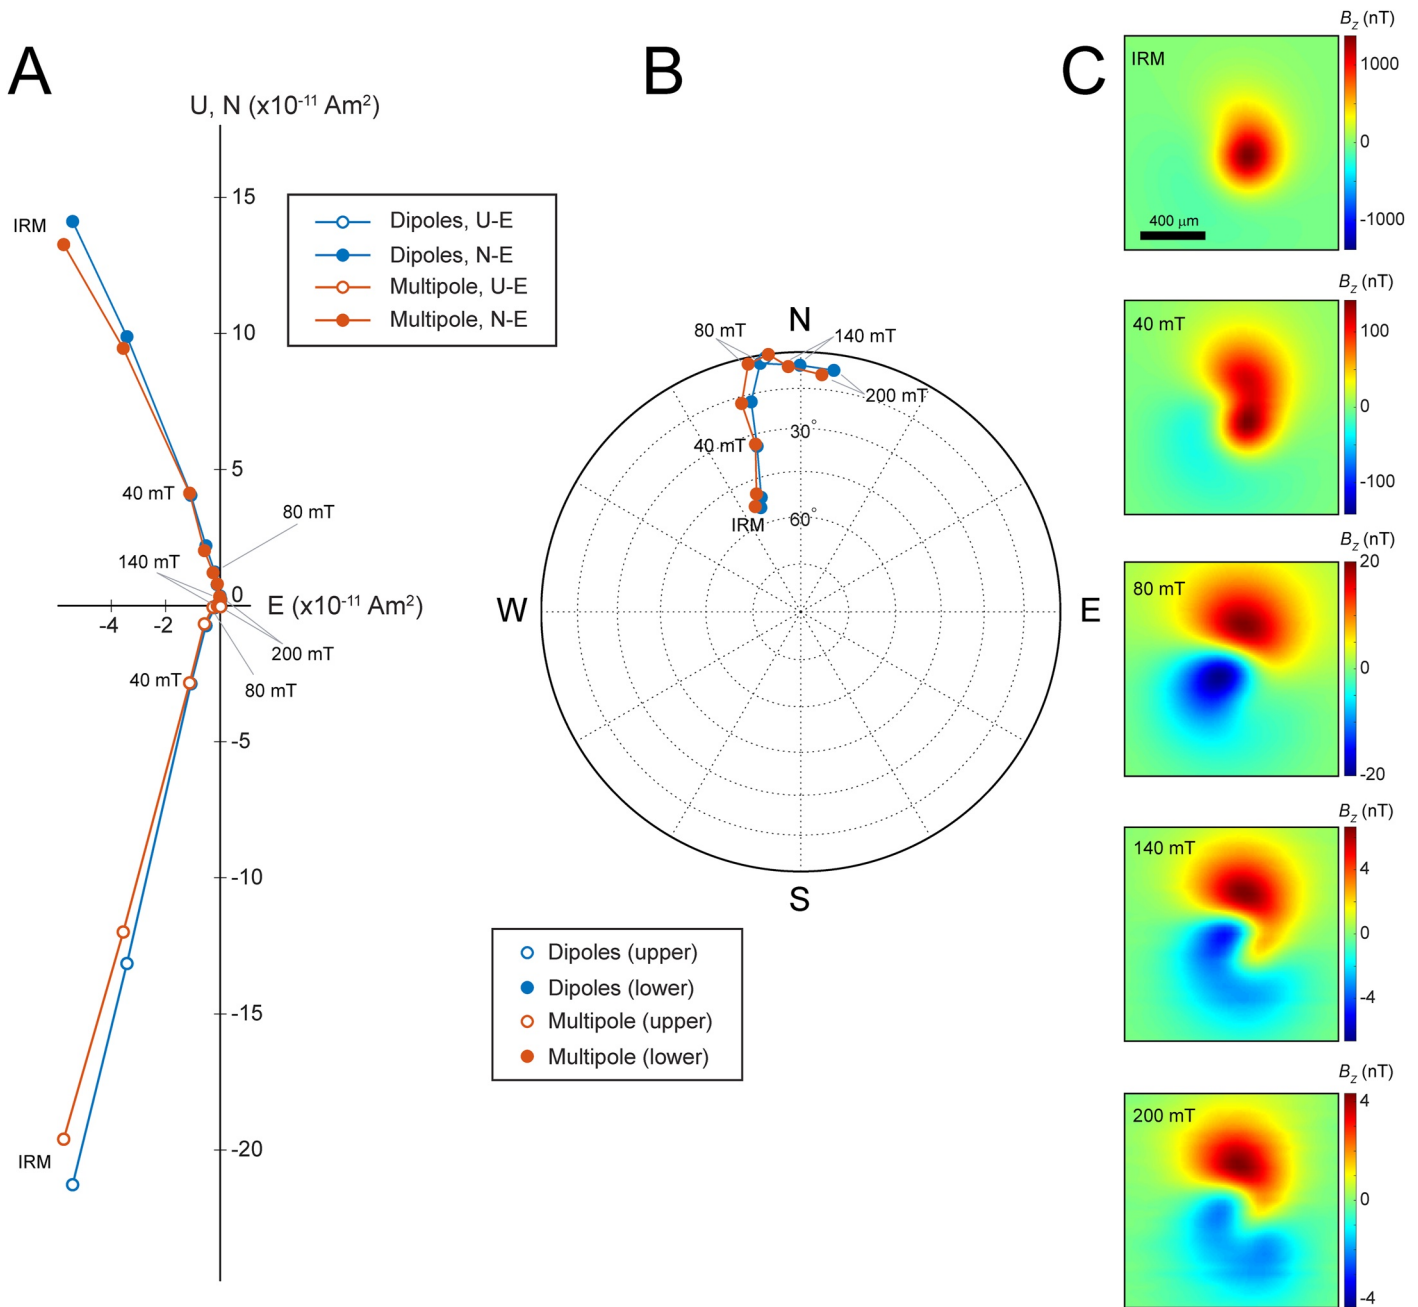 A
U, N (x10⁻¹¹ Am²)
15
10
5
0
-5
-10
-15
-20
-4
-2
E (x10⁻¹¹ Am²)
IRM
40 mT
80 mT
140 mT
200 mT
80 mT
40 mT
IRM
Dipoles, U-E
Dipoles, N-E
Multipole, U-E
Multipole, N-E
B
N
80 mT
140 mT
200 mT
30°
40 mT
60°
IRM
W
E
S
Dipoles (upper)
Dipoles (lower)
Multipole (upper)
Multipole (lower)
C
Bz (nT)
IRM
1000
0
-1000
400 μm
Bz (nT)
40 mT
100
0
-100
Bz (nT)
80 mT
20
10
0
-10
-20
Bz (nT)
140 mT
4
0
-4
Bz (nT)
200 mT
4
0
-4